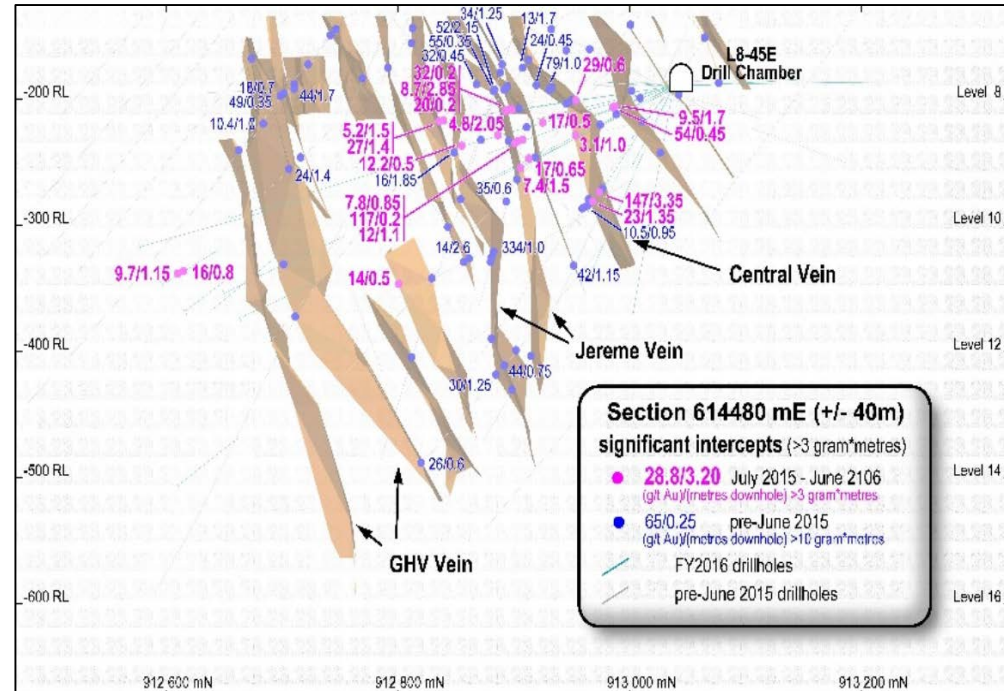 34/1.25
52/2.15
55/0.35
32/0.45
13/1.7
24/0.45
79/1.0
29/0.6
L8-45E
Drill Chamber
Level 8
-200 RL
18/0.7
49/0.35
44/1.7
32/0.2
8.7/2.85
20/0.2
4.8/2.05
17/0.5
9.5/1.7
54/0.45
3.1/1.0
5.2/1.5
27/1.4
12.2/0.5
16/1.85
17/0.65
7.4/1.5
24/1.4
35/0.6
7.8/0.85
117/0.2
12/1.1
147/3.35
23/1.35
10.5/0.95
-300 RL
Level 10
14/2.6
334/1.0
42/1.15
Central Vein
9.7/1.15
16/0.8
14/0.5
-400 RL
Level 12
Jereme Vein
30/1.25
44/0.75
-500 RL
Level 14
26/0.6
GHV Vein
-600 RL
Level 16
Section 614480 mE (+/- 40m)
significant intercepts (>3 gram*metres)
28.8/3.20 July 2015 - June 2106
(g/t Au)/(metres downhole) >3 gram*metres
65/0.25 pre-June 2015
(g/t Au)/(metres downhole) >10 gram*metres
FY2016 drillholes
pre-June 2015 drillholes
912,600 mN
912,800 mN
913,000 mN
913,200 mN